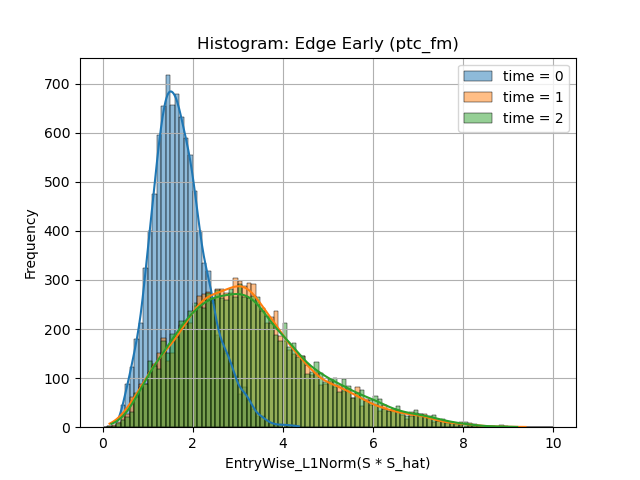 Histogram: Edge Early (ptc_fm)
time = 0
time = 1
time = 2
Frequency
700
600
500
400
300
200
100
0
0 2 4 6 8 10
EntryWise_L1Norm(S * S_hat)